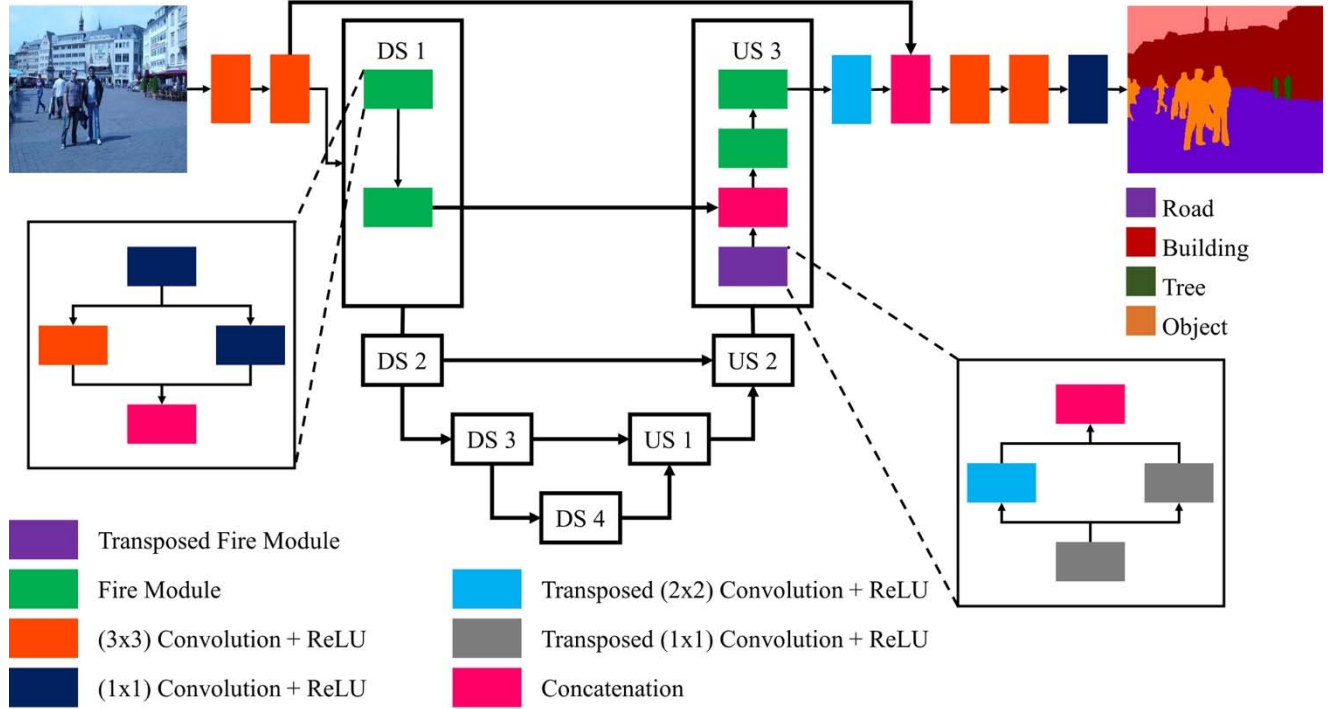 DS 1
US 3
Road
Building
Tree
Object
DS 2
US 2
DS 3
US 1
DS 4
Transposed Fire Module
Fire Module
(3x3) Convolution + ReLU
(1x1) Convolution + ReLU
Transposed (2x2) Convolution + ReLU
Transposed (1x1) Convolution + ReLU
Concatenation